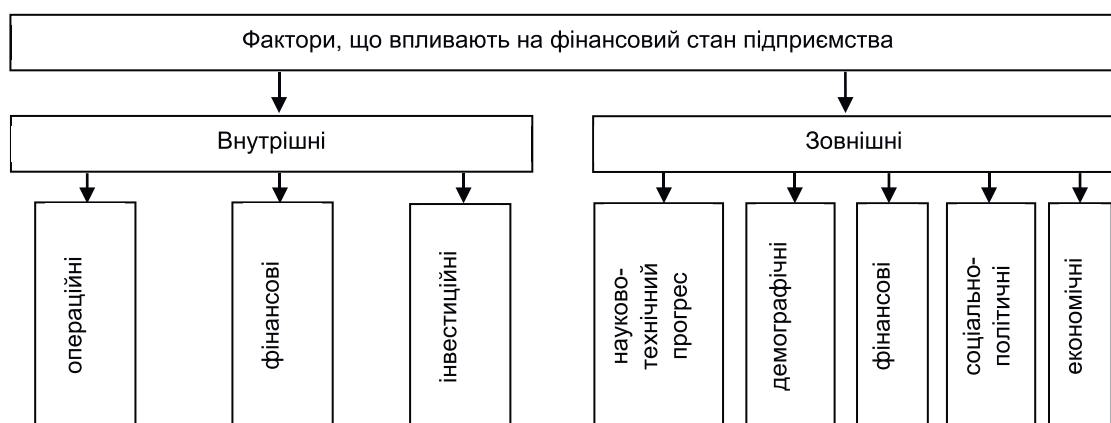 Фактори, що впливають на фінансовий стан підприємства
Внутрішні
Зовнішні
операційні
фінансові
інвестиційні
науково-
технічний
прогрес
демографічні
фінансові
соціально-
політичні
економічні